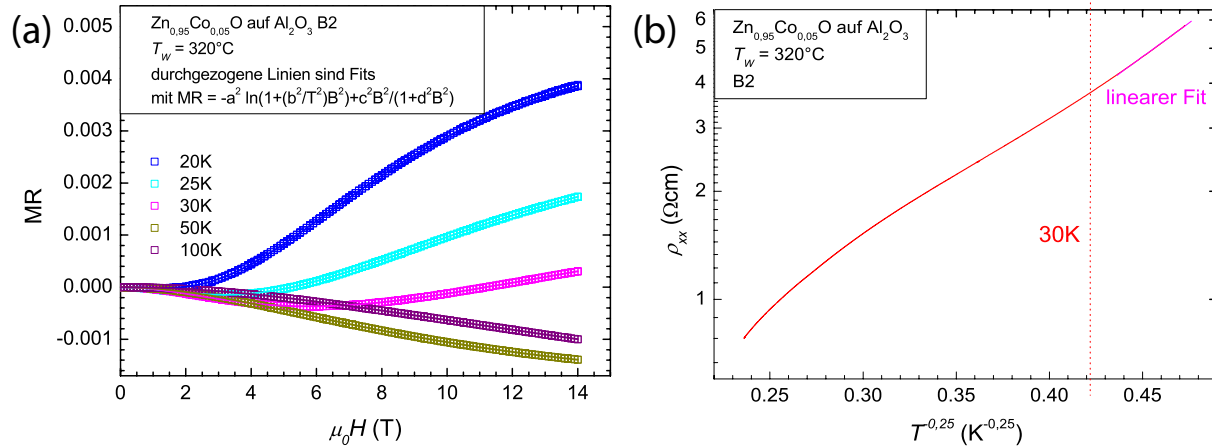 (a)
Zn0,95Co0,05O auf Al2O3 B2
TW = 320°C
durchgezogene Linien sind Fits
mit MR = -a² ln(1+(b²/T²)B²)+c²B²/(1+d²B²)
0.005
0.004
0.003
0.002
0.001
0.000
-0.001
MR
20K
25K
30K
50K
100K
0 2 4 6 8 10 12 14
μ0H (T)
(b)
Zn0,95Co0,05O auf Al2O3
TW = 320°C
B2
6
5
4
3
2
1
ρxx (Ωcm)
linearer Fit
30K
0.25 0.30 0.35 0.40 0.45
T-0,25 (K-0,25)